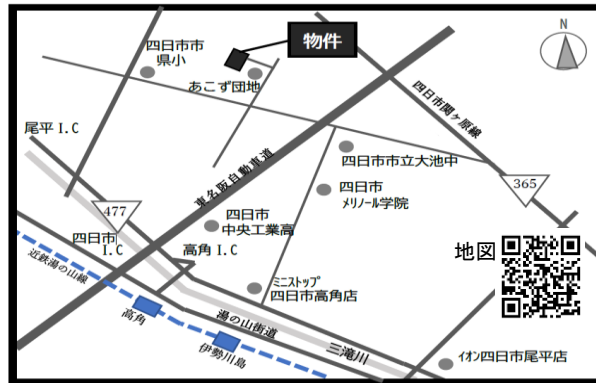 N
物件
四日市市
県小
あこず団地
四日市関ヶ原線
尾平 I.C
東名阪自動車道
四日市市立大池中
365
四日市
メリノール学院
477
四日市
中央工業高
四日市
I.C
高角 I.C
地図
近鉄湯の山線
ミニストップ
四日市高角店
高角
湯の山街道
三滝川
伊勢川島
イオン四日市尾平店